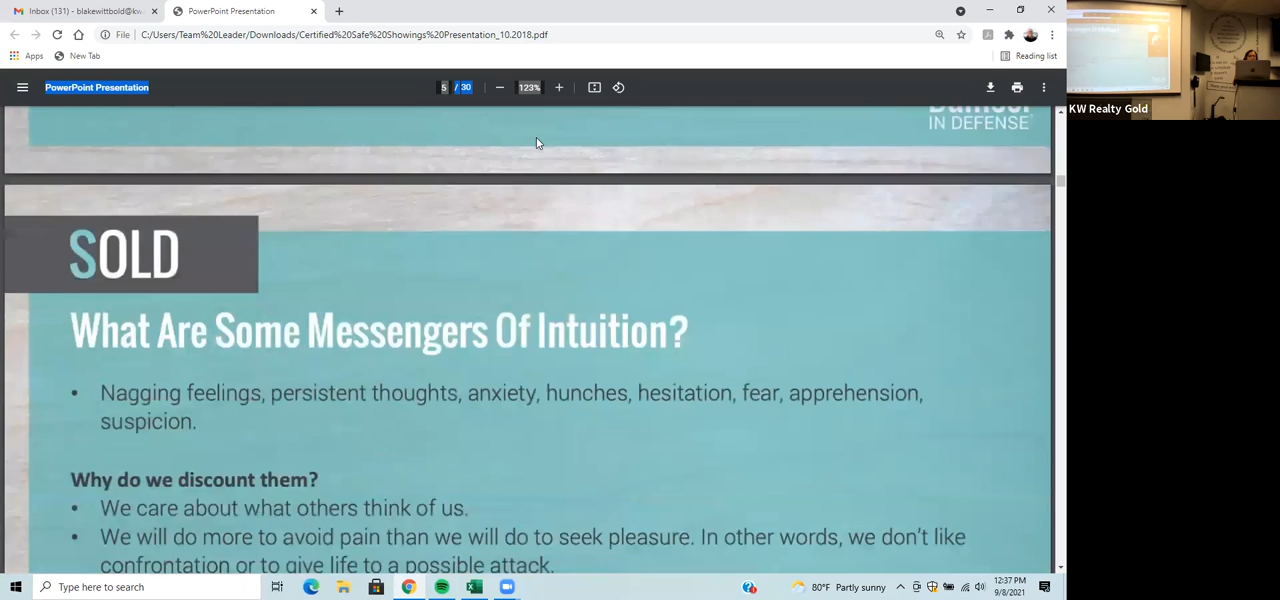 Inbox (131) - blakewittbold@kw
PowerPoint Presentation
File
C:/Users/Team%20Leader/Downloads/Certified%20Safe%20Showings%20Presentation_10.2018.pdf
Apps
New Tab
Reading list
PowerPoint Presentation
5 / 30
123%
KW Realty Gold
IN DEFENSE
SOLD
What Are Some Messengers Of Intuition?
• Nagging feelings, persistent thoughts, anxiety, hunches, hesitation, fear, apprehension,
suspicion.
Why do we discount them?
• We care about what others think of us.
• We will do more to avoid pain than we will do to seek pleasure. In other words, we don't like
confrontation or to give life to a possible attack.
Type here to search
80°F Partly sunny
12:37 PM
9/8/2021